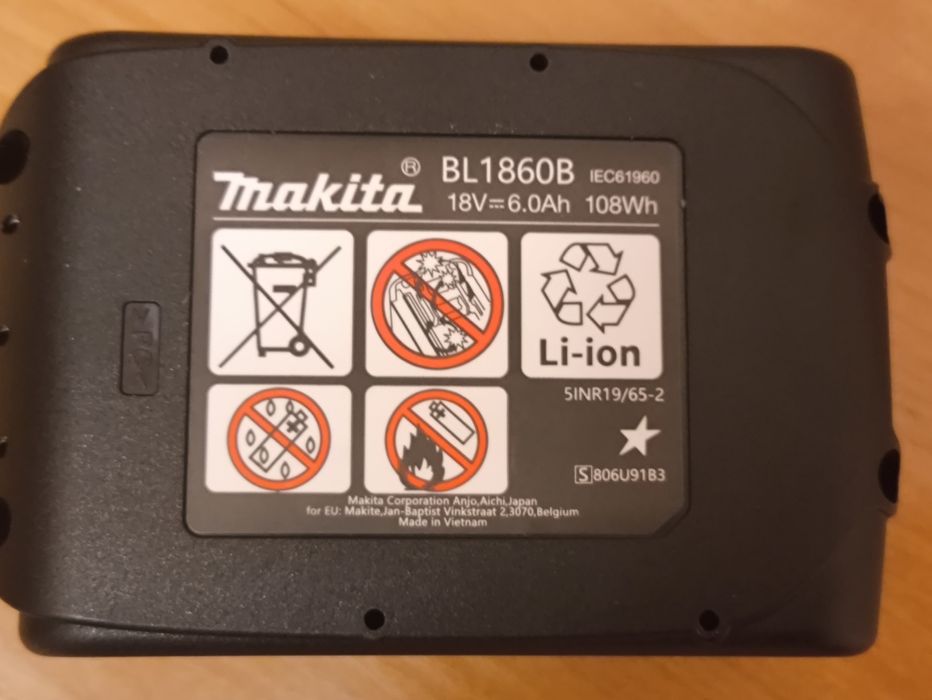 Makita®
BL1860B IEC61960
18V⎓6.0Ah 108Wh
Li-ion
5INR19/65-2
S806U91B3
Makita Corporation Anjo,Aichi,Japan
for EU: Makite,Jan-Baptist Vinkstraat 2,3070,Belgium
Made in Vietnam